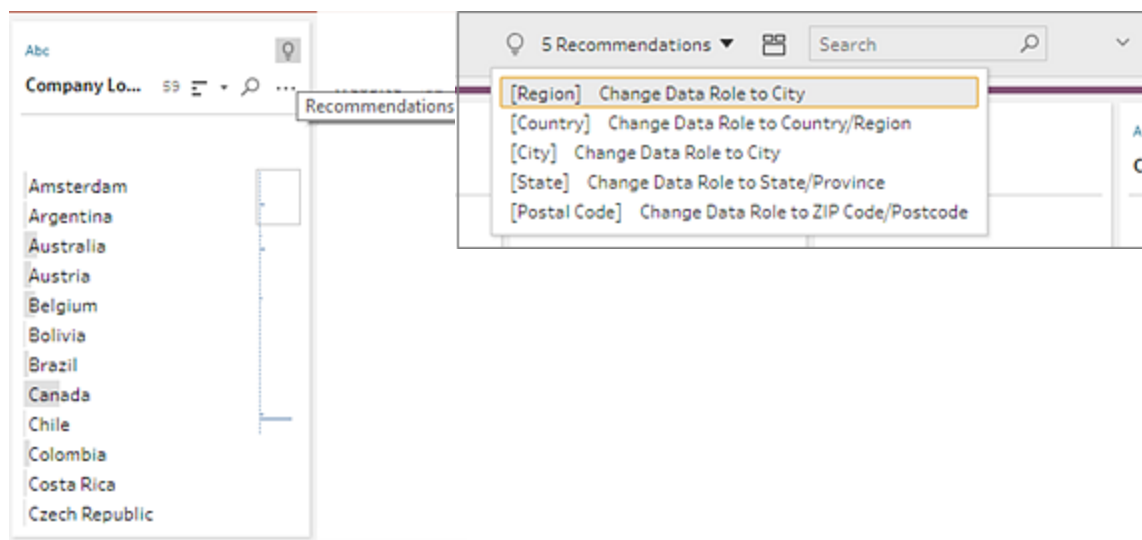 Abc
Company Lo... 59 ...
Recommendations
Amsterdam
Argentina
Australia
Austria
Belgium
Bolivia
Brazil
Canada
Chile
Colombia
Costa Rica
Czech Republic
5 Recommendations Search
[Region] Change Data Role to City
[Country] Change Data Role to Country/Region
[City] Change Data Role to City
[State] Change Data Role to State/Province
[Postal Code] Change Data Role to ZIP Code/Postcode